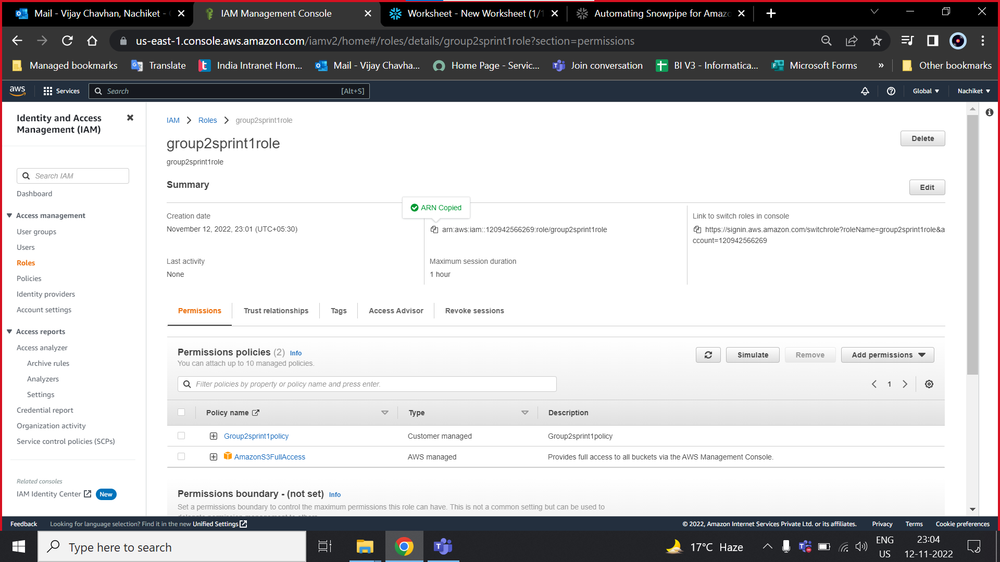 Mail - Vijay Chavhan, Nachiket -
IAM Management Console
Worksheet - New Worksheet (1/1
Automating Snowpipe for Amazo
us-east-1.console.aws.amazon.com/iamv2/home#/roles/details/group2sprint1role?section=permissions
Managed bookmarks
Translate
India Intranet Hom...
Mail - Vijay Chavha...
Home Page - Servic...
Join conversation
BI V3 - Informatica...
Microsoft Forms
»
Other bookmarks
aws
Services
Search
[Alt+S]
Global
Nachiket
Identity and Access
Management (IAM)
Search IAM
Dashboard
Access management
User groups
Users
Roles
Policies
Identity providers
Account settings
Access reports
Access analyzer
Archive rules
Analyzers
Settings
Credential report
Organization activity
Service control policies (SCPs)
Related consoles
IAM Identity Center
New
IAM > Roles > group2sprint1role
group2sprint1role
Delete
group2sprint1role
Summary
Edit
ARN Copied
Creation date
November 12, 2022, 23:01 (UTC+05:30)
arn:aws:iam::120942566269:role/group2sprint1role
Link to switch roles in console
https://signin.aws.amazon.com/switchrole?roleName=group2sprint1role&a
ccount=120942566269
Last activity
None
Maximum session duration
1 hour
Permissions
Trust relationships
Tags
Access Advisor
Revoke sessions
Permissions policies (2) Info
You can attach up to 10 managed policies.
Simulate
Remove
Add permissions
Filter policies by property or policy name and press enter.
1
Policy name
Type
Description
Group2sprint1policy
Customer managed
Group2sprint1policy
AmazonS3FullAccess
AWS managed
Provides full access to all buckets via the AWS Management Console.
Permissions boundary - (not set) Info
Set a permissions boundary to control the maximum permissions this role can have. This is not a common setting but can be used to
Feedback
Looking for language selection? Find it in the new Unified Settings
© 2022, Amazon Internet Services Private Ltd. or its affiliates.
Privacy
Terms
Cookie preferences
Type here to search
17°C Haze
ENG
US
23:04
12-11-2022